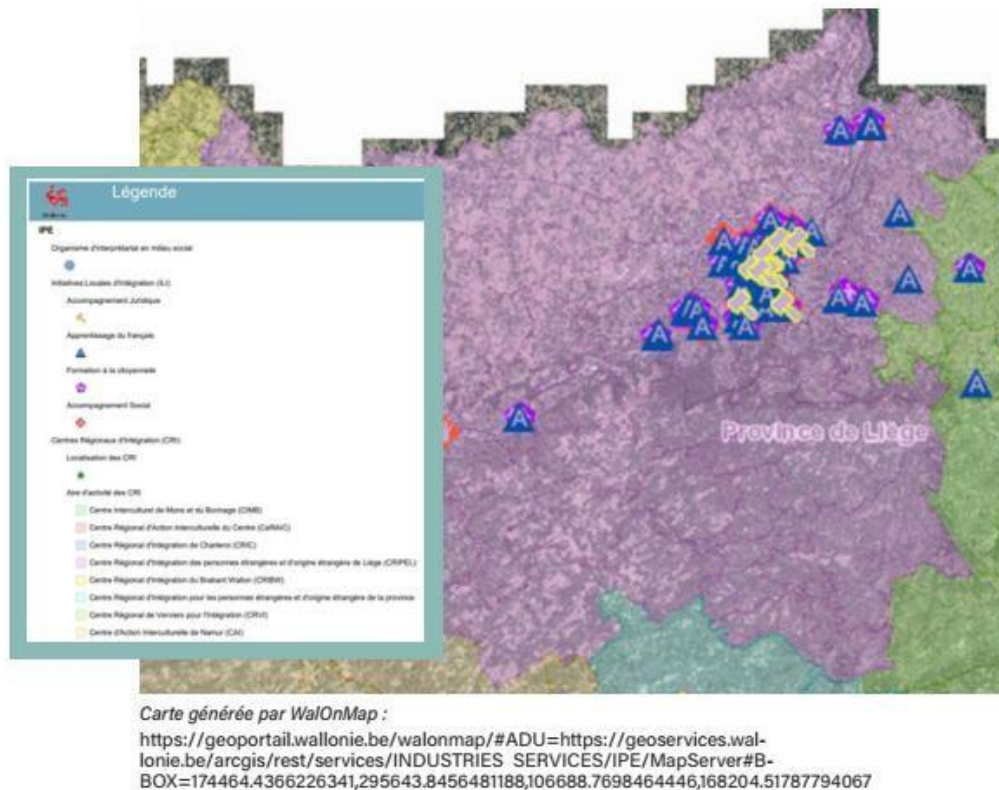 Légende
IPE
Organisme d'interprétariat en milieu social
Initiatives Locales d'Intégration (ILI)
Accompagnement Juridique
Apprentissage du français
Formation à la citoyenneté
Accompagnement Social
Centres Régionaux d'Intégration (CRI)
Localisation des CRI
Aire d'activité des CRI
Centre Interculturel de Mons et du Borinage (CIMB)
Centre Régional d'Action Interculturelle du Centre (CeRAIC)
Centre Régional d'Intégration de Charleroi (CRIC)
Centre Régional d'Intégration des personnes étrangères et d'origine étrangère de Liège (CRIPEL)
Centre Régional d'Intégration du Brabant Wallon (CRIBW)
Centre Régional d'Intégration pour les personnes étrangères et d'origine étrangère de la province
Centre Régional de Verviers pour l'Intégration (CRVI)
Centre d'Action Interculturelle de Namur (CAI)
Province de Liège
Carte générée par WalOnMap :
https://geoportail.wallonie.be/walonmap/#ADU=https://geoservices.wal-
lonie.be/arcgis/rest/services/INDUSTRIES_SERVICES/IPE/MapServer#B-
BOX=174464.4366226341,295643.8456481188,106688.7698464446,168204.51787794067